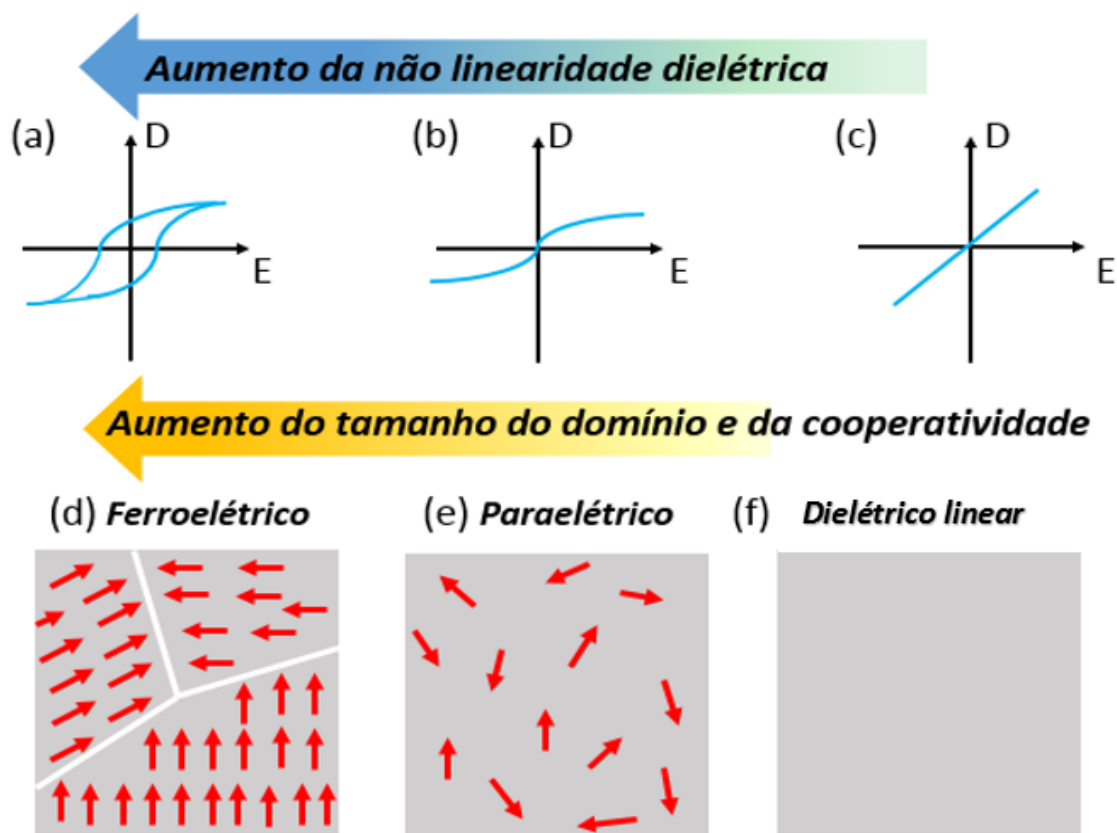 Aumento da não linearidade dielétrica
(a) D (b) D (c) D
E E E
Aumento do tamanho do domínio e da cooperatividade
(d) Ferroelétrico (e) Paraelétrico (f) Dielétrico linear